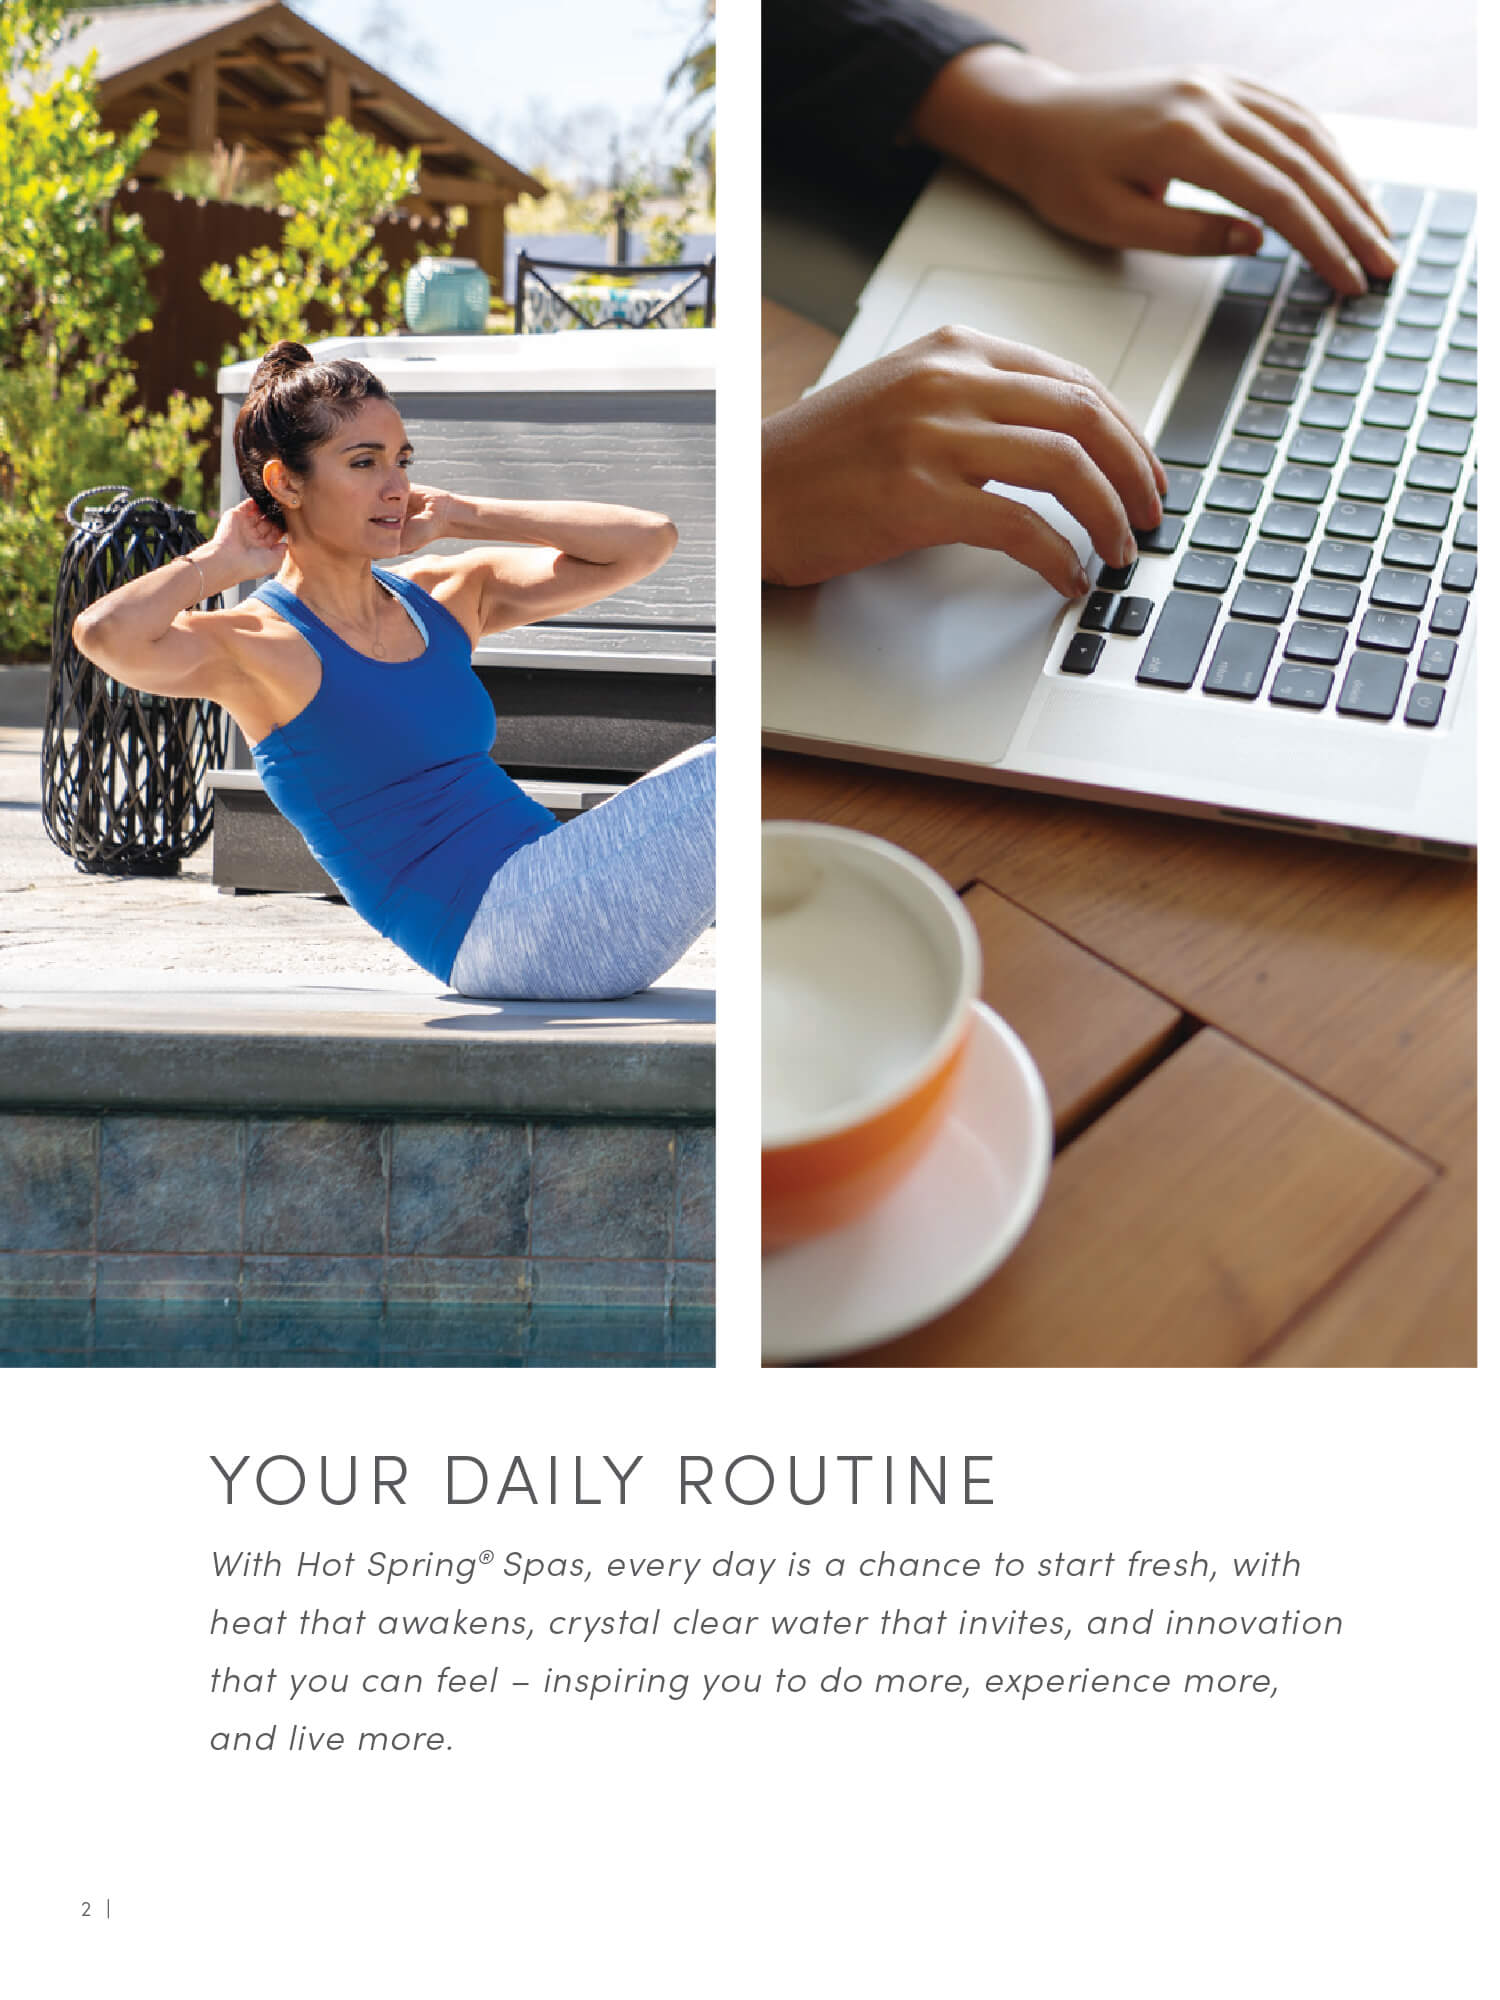 YOUR DAILY ROUTINE
With Hot Spring® Spas, every day is a chance to start fresh, with
heat that awakens, crystal clear water that invites, and innovation
that you can feel – inspiring you to do more, experience more,
and live more.
2 |